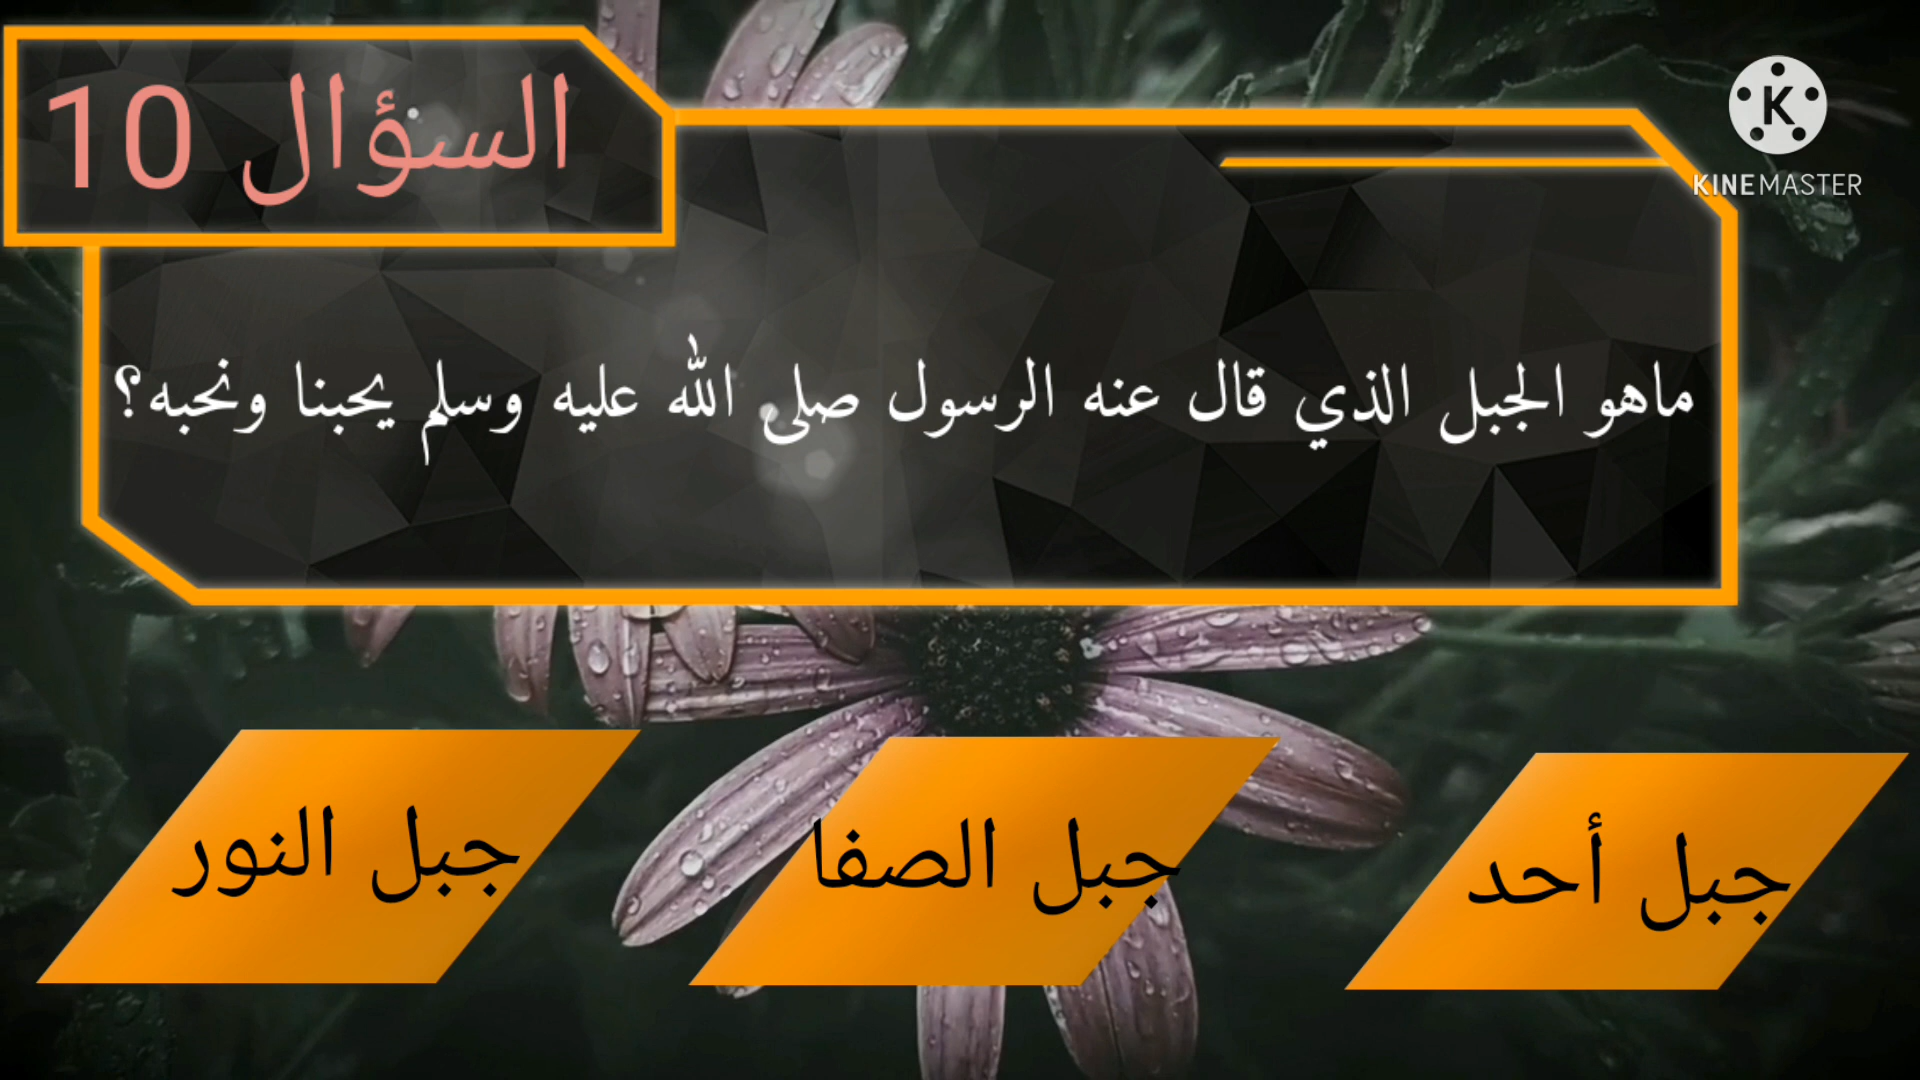 السؤال 10
KINEMASTER
ماهو الجبل الذي قال عنه الرسول صلى الله عليه وسلم يحبنا ونحبه؟
جبل أحد
جبل الصفا
جبل النور